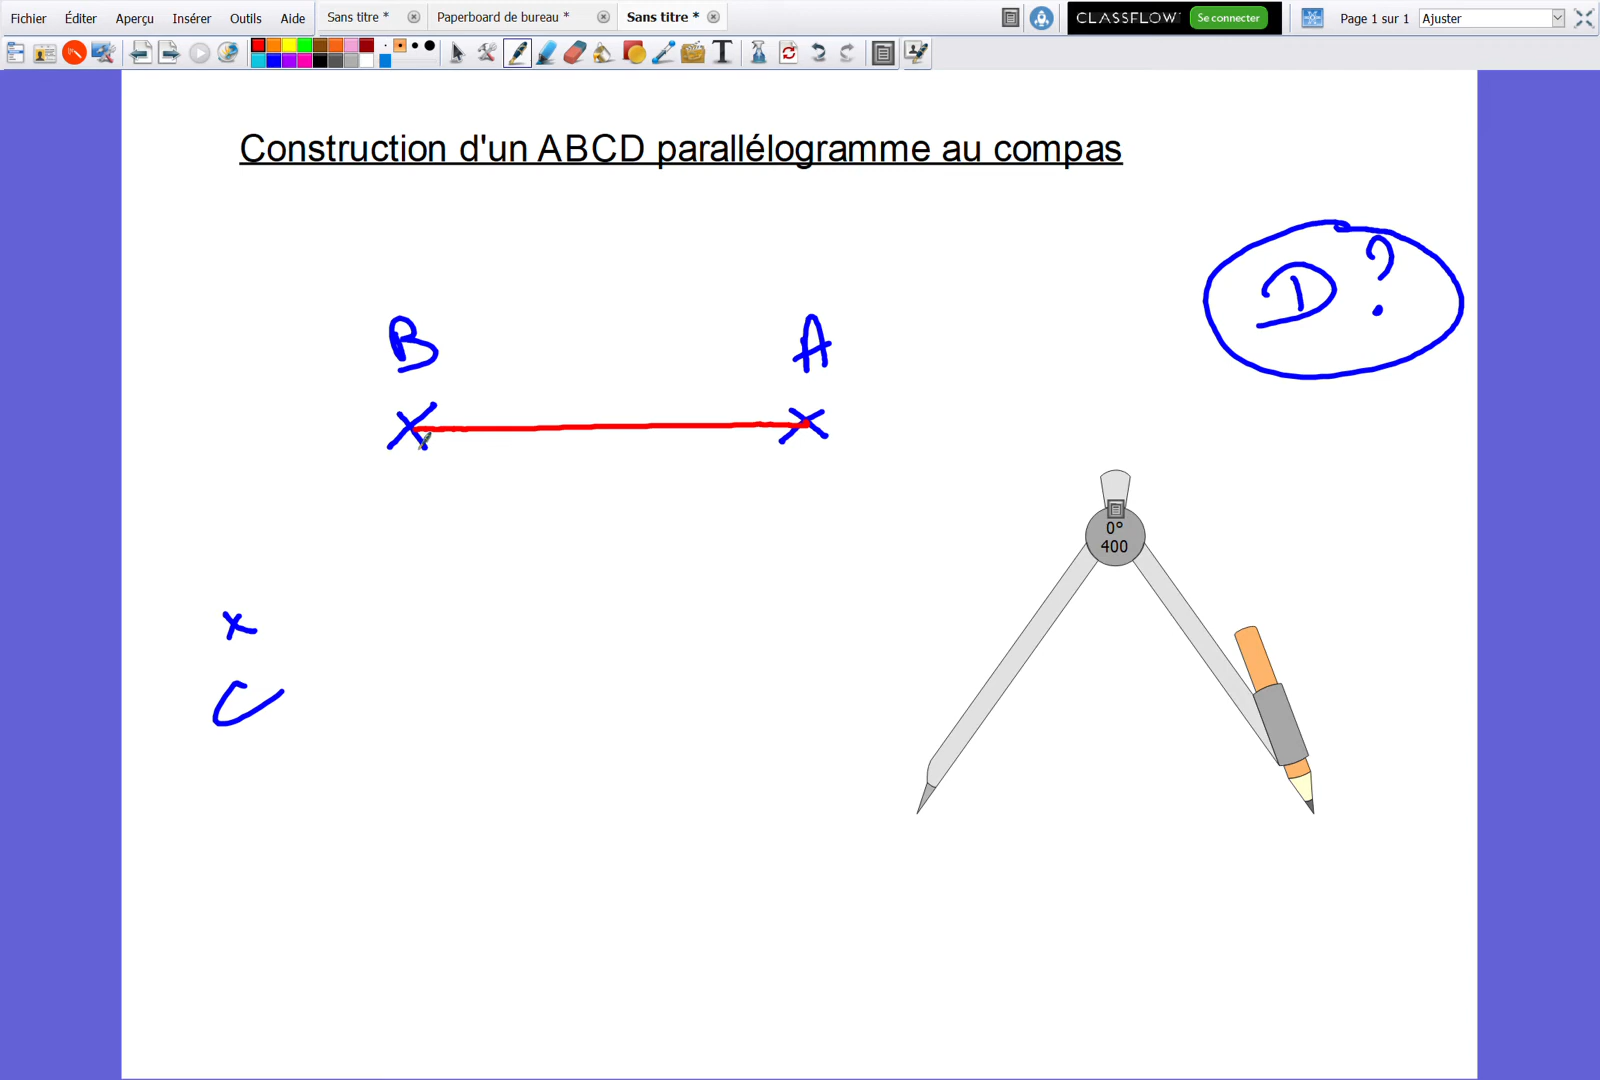 Fichier Éditer Aperçu Insérer Outils Aide Sans titre * Paperboard de bureau * Sans titre * CLASSFLOW Se connecter Page 1 sur 1 Ajuster
T
Construction d'un ABCD parallélogramme au compas
D ?
B A
0°
400
C